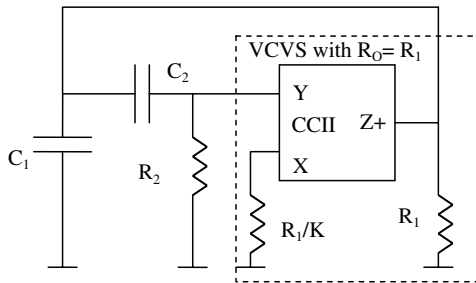 VCVS with R_O= R_1
C_2
Y
CCII
Z+
C_1
X
R_2
R_1/K
R_1